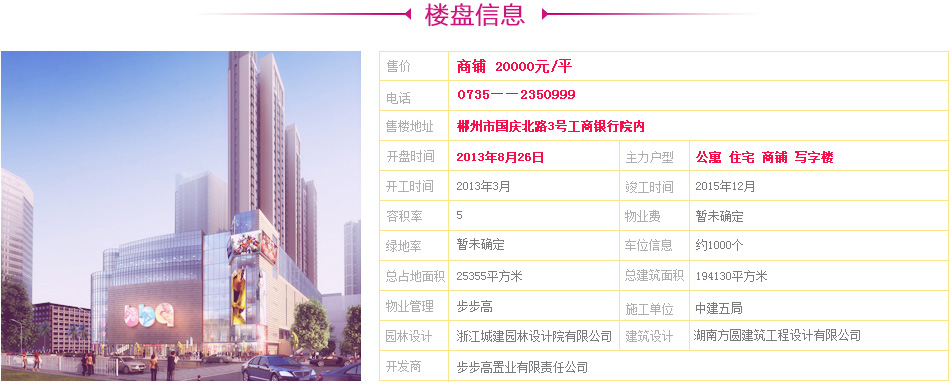 楼盘信息
售价 商铺 20000元/平
电话 0735——2350999
售楼地址 郴州市国庆北路3号工商银行院内
开盘时间 2013年8月26日 主力户型 公寓 住宅 商铺 写字楼
开工时间 2013年3月 竣工时间 2015年12月
容积率 5 物业费 暂未确定
绿地率 暂未确定 车位信息 约1000个
总占地面积 25355平方米 总建筑面积 194130平方米
物业管理 步步高 施工单位 中建五局
园林设计 浙江城建园林设计院有限公司 建筑设计 湖南方圆建筑工程设计有限公司
开发商 步步高置业有限责任公司
bbg